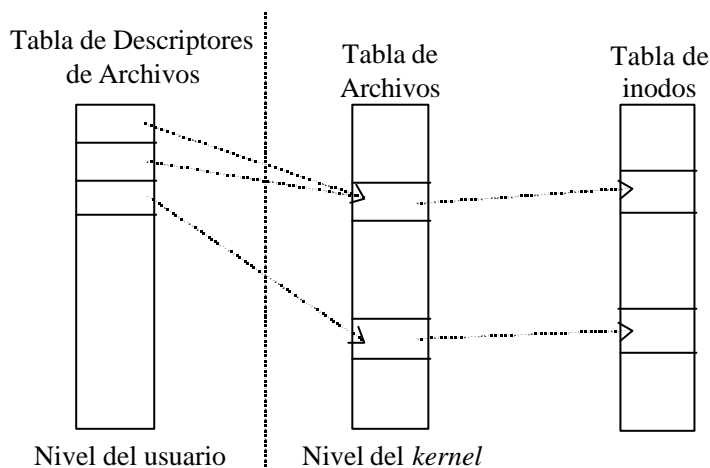 Tabla de Descriptores
de Archivos
Tabla de
Archivos
Tabla de
inodos
Nivel del usuario
Nivel del kernel